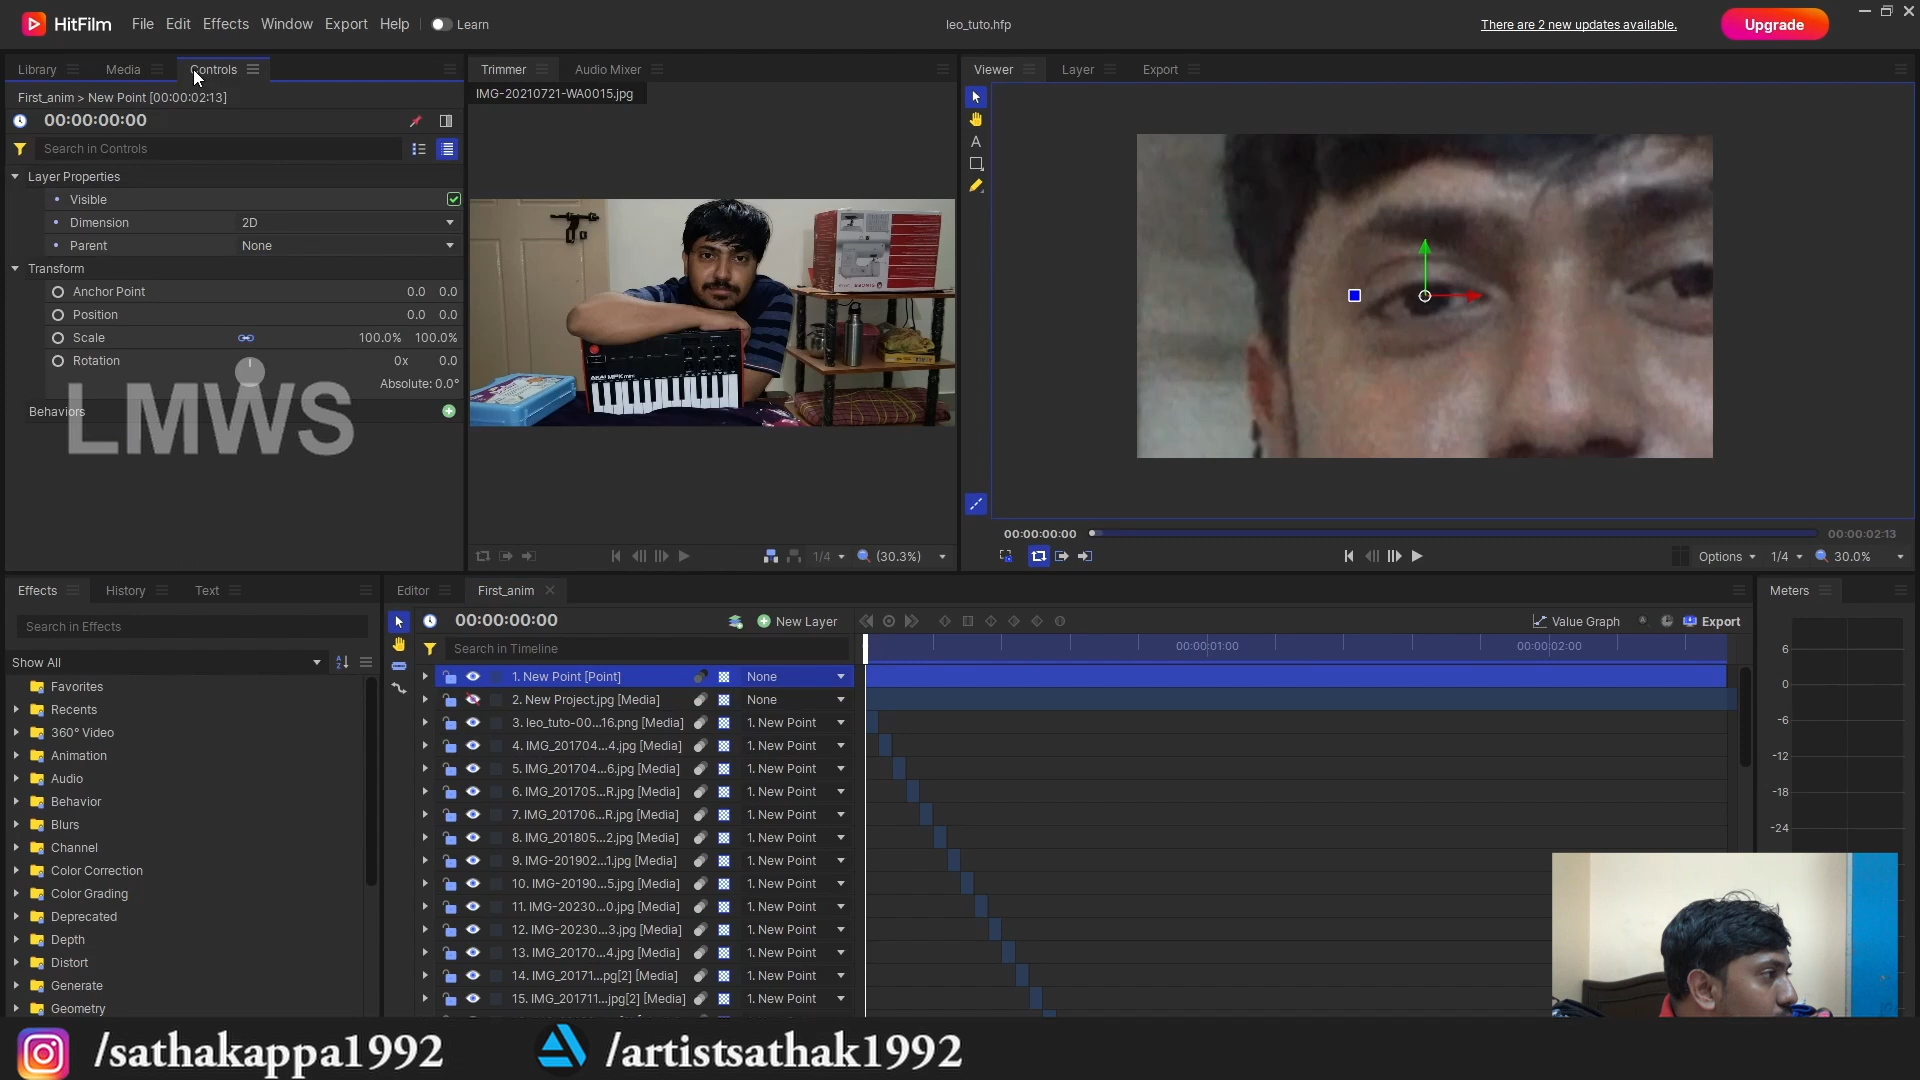 HitFilm
File Edit Effects Window Export Help Learn
leo_tuto.hfp
There are 2 new updates available.
Upgrade
Library Media Controls
First_anim > New Point [00:00:02:13]
00:00:00:00
Search in Controls
Layer Properties
Visible
Dimension 2D
Parent None
Transform
Anchor Point 0.0 0.0
Position 0.0 0.0
Scale 100.0% 100.0%
Rotation 0x 0.0
Absolute: 0.0°
Behaviors
LMWS
Trimmer Audio Mixer
IMG-20210721-WA0015.jpg
1/4 (30.3%)
Viewer Layer Export
00:00:00:00 00:00:02:13
Options 1/4 30.0%
Effects History Text
Search in Effects
Show All
Favorites
Recents
360° Video
Animation
Audio
Behavior
Blurs
Channel
Color Correction
Color Grading
Deprecated
Depth
Distort
Generate
Geometry
Editor First_anim
00:00:00:00 New Layer Value Graph Export
Search in Timeline 00:00:01:00 00:00:02:00
1. New Point [Point] None
2. New Project.jpg [Media] None
3. leo_tuto-00...16.png [Media] 1. New Point
4. IMG_201704...4.jpg [Media] 1. New Point
5. IMG_201704...6.jpg [Media] 1. New Point
6. IMG_201705...R.jpg [Media] 1. New Point
7. IMG_201706...R.jpg [Media] 1. New Point
8. IMG_201805...2.jpg [Media] 1. New Point
9. IMG-201902...1.jpg [Media] 1. New Point
10. IMG-20190...5.jpg [Media] 1. New Point
11. IMG-20230...0.jpg [Media] 1. New Point
12. IMG-20230...3.jpg [Media] 1. New Point
13. IMG_20170...4.jpg [Media] 1. New Point
14. IMG_20171...pg[2] [Media] 1. New Point
15. IMG_201711...jpg[2] [Media] 1. New Point
Meters
6
0
-6
-12
-18
-24
/sathakappa1992 /artistsathak1992